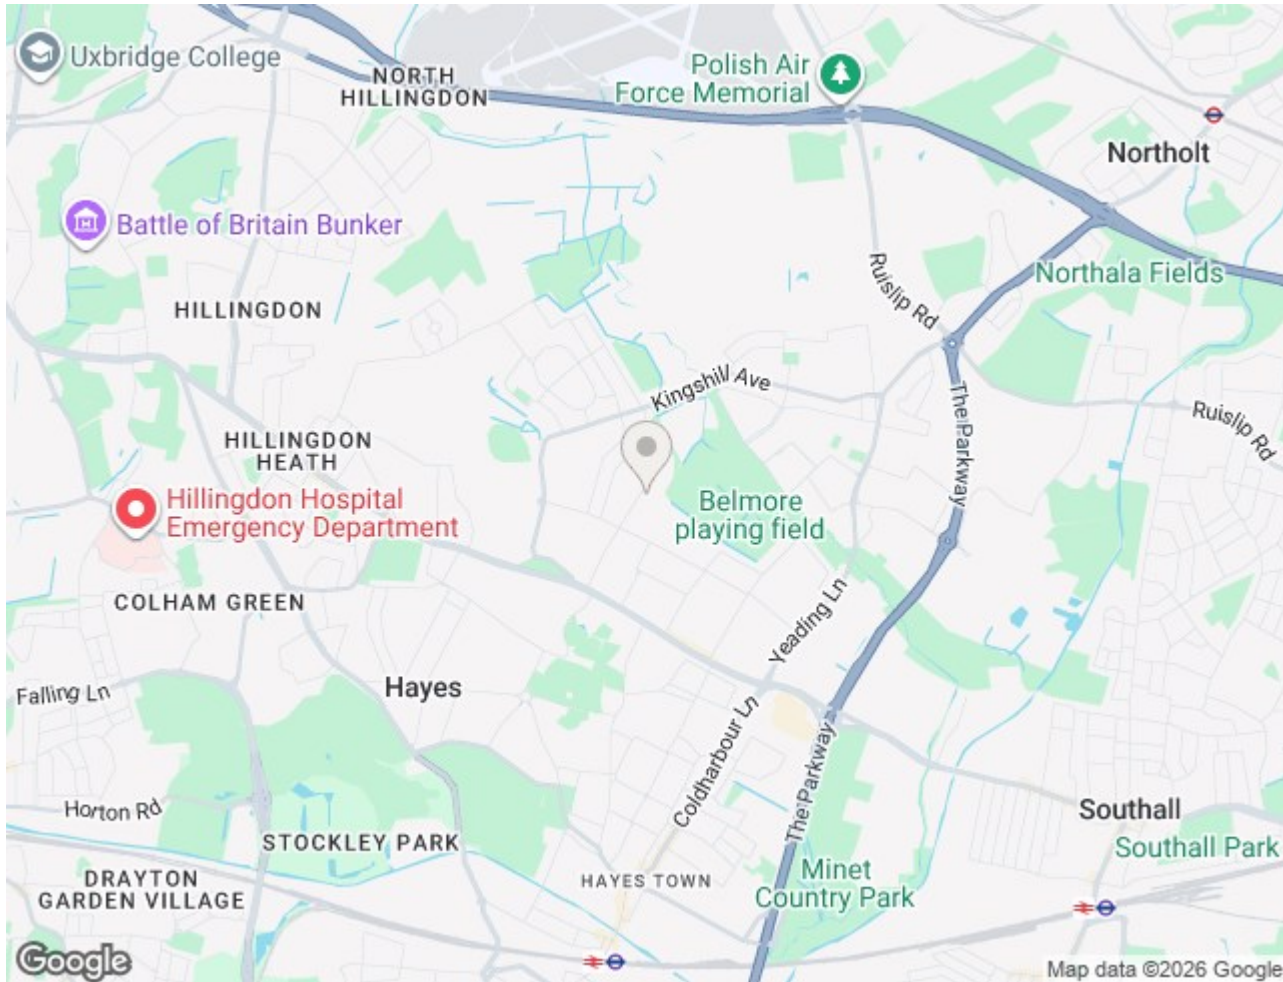 Uxbridge College
NORTH
HILLINGDON
Polish Air
Force Memorial
Northolt
Battle of Britain Bunker
Ruislip Rd
Northala Fields
HILLINGDON
Kingshill Ave
The Parkway
Ruislip Rd
HILLINGDON
HEATH
Hillingdon Hospital
Emergency Department
Belmore
playing field
COLHAM GREEN
Yeading Ln
Falling Ln
Hayes
Coldharbour Ln
The Parkway
Horton Rd
Southall
STOCKLEY PARK
Southall Park
DRAYTON
GARDEN VILLAGE
HAYES TOWN
Minet
Country Park
Google
Map data ©2026 Google